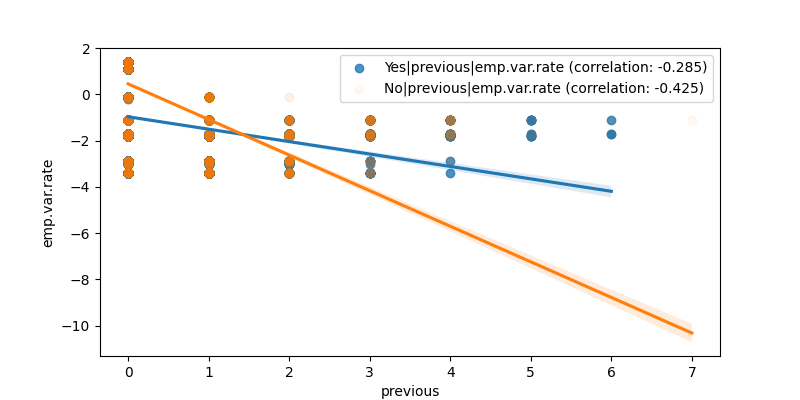 Yes|previous|emp.var.rate (correlation: -0.285)
No|previous|emp.var.rate (correlation: -0.425)
2
0
−2
−4
−6
−8
−10
emp.var.rate
0 1 2 3 4 5 6 7
previous